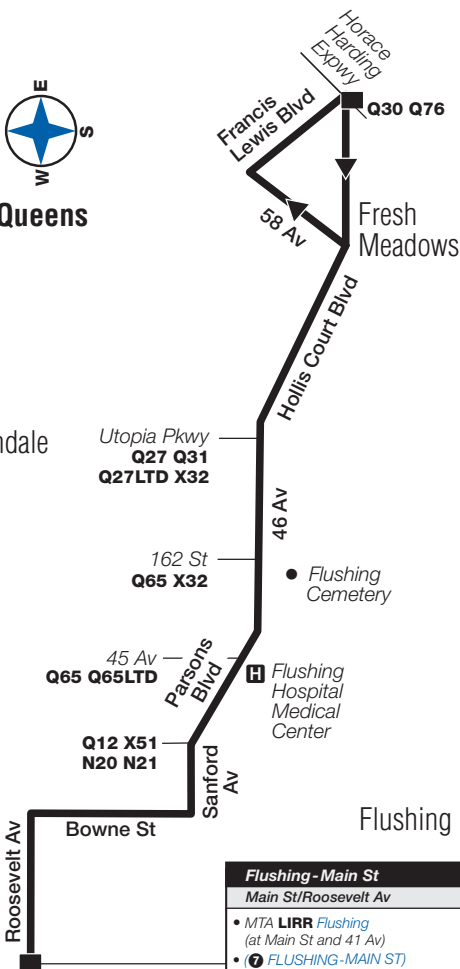 Horace
Harding
Expwy
E
S
W
Q30 Q76
Francis
Lewis Blvd
Queens
58 Av
Fresh
Meadows
Hollis Court Blvd
ndale
Utopia Pkwy
Q27 Q31
Q27LTD X32
46 Av
162 St
Q65 X32
Flushing
Cemetery
45 Av
Q65 Q65LTD
Parsons
Blvd
H
Flushing
Hospital
Medical
Center
Q12 X51
N20 N21
Sanford
Av
Bowne St
Flushing
Roosevelt Av
Flushing-Main St
Main St/Roosevelt Av
• MTA LIRR Flushing
(at Main St and 41 Av)
• (7 FLUSHING-MAIN ST)